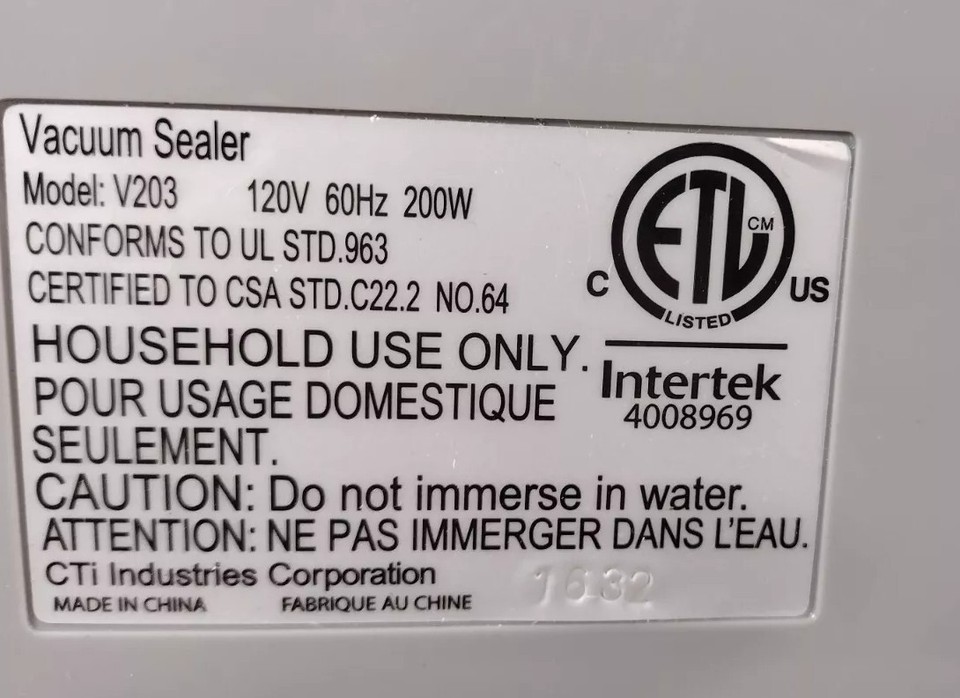 Vacuum Sealer
Model: V203 120V 60Hz 200W
CONFORMS TO UL STD.963
CERTIFIED TO CSA STD.C22.2 NO.64
HOUSEHOLD USE ONLY.
POUR USAGE DOMESTIQUE
SEULEMENT.
CAUTION: Do not immerse in water.
ATTENTION: NE PAS IMMERGER DANS L'EAU.
CTi Industries Corporation
MADE IN CHINA FABRIQUE AU CHINE
1632
ETL CM
C US
LISTED
Intertek
4008969